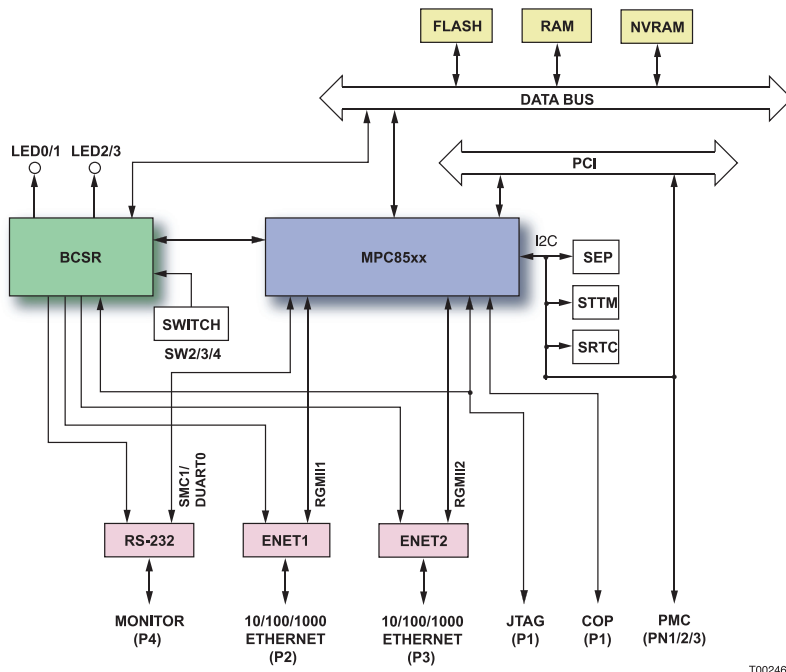 FLASH
RAM
NVRAM
DATA BUS
LED0/1
LED2/3
PCI
BCSR
MPC85xx
I2C
SEP
SWITCH
STTM
SW2/3/4
SRTC
SMC1/
DUART0
RGMII1
RGMII2
RS-232
ENET1
ENET2
MONITOR
(P4)
10/100/1000
ETHERNET
(P2)
10/100/1000
ETHERNET
(P3)
JTAG
(P1)
COP
(P1)
PMC
(PN1/2/3)
T00246